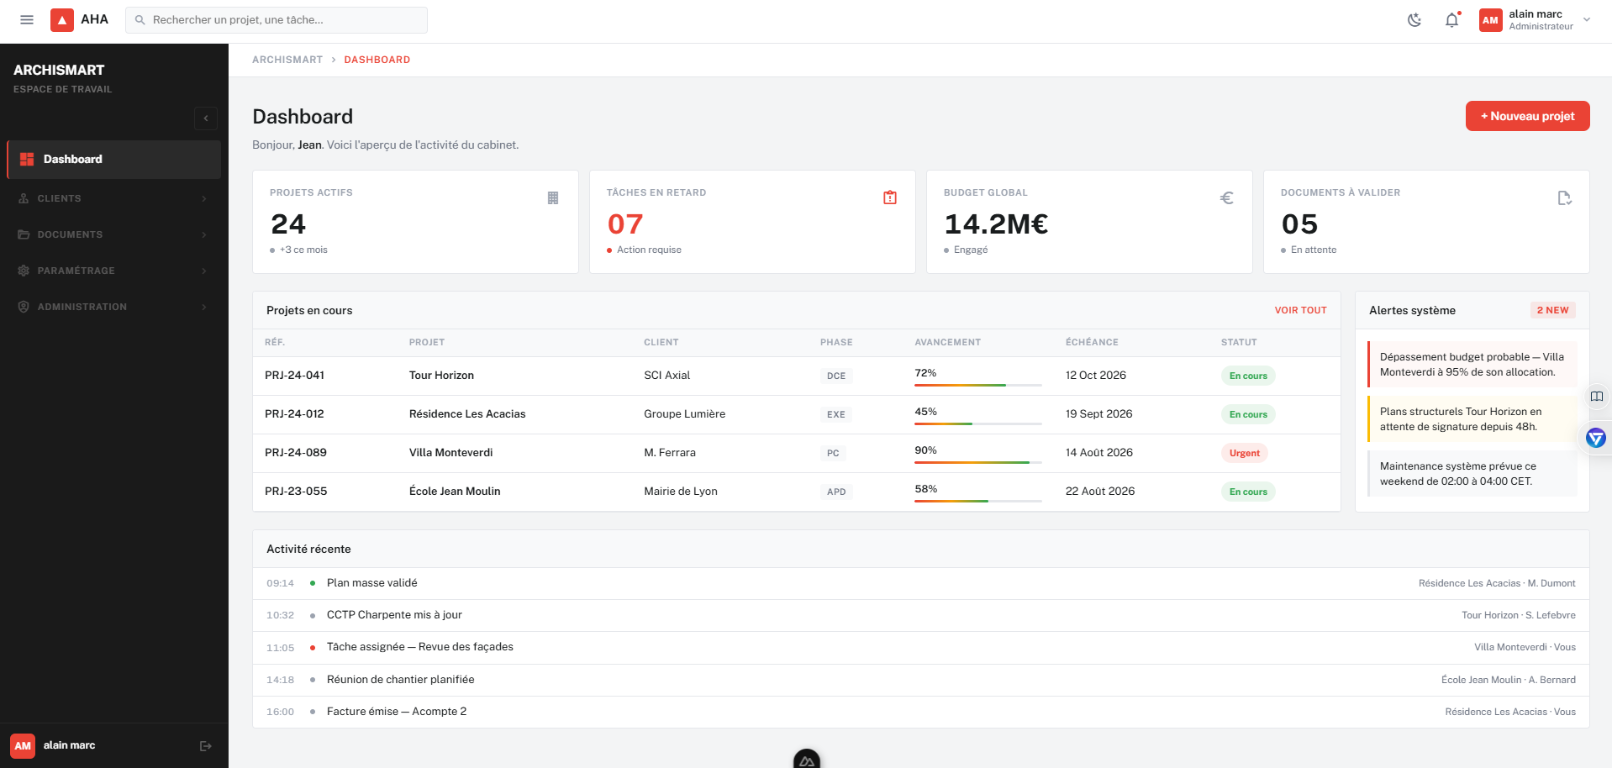 AHA
Rechercher un projet, une tâche...
AM
alain marc
Administrateur
ARCHISMART
ESPACE DE TRAVAIL
Dashboard
CLIENTS
DOCUMENTS
PARAMÉTRAGE
ADMINISTRATION
AM
alain marc
ARCHISMART > DASHBOARD
Dashboard
Bonjour, Jean. Voici l'aperçu de l'activité du cabinet.
+ Nouveau projet
PROJETS ACTIFS
24
+3 ce mois
TÂCHES EN RETARD
07
Action requise
BUDGET GLOBAL
14.2M€
Engagé
DOCUMENTS À VALIDER
05
En attente
Projets en cours
VOIR TOUT
RÉF. PROJET CLIENT PHASE AVANCEMENT ÉCHÉANCE STATUT
PRJ-24-041 Tour Horizon SCI Axial DCE 72% 12 Oct 2026 En cours
PRJ-24-012 Résidence Les Acacias Groupe Lumière EXE 45% 19 Sept 2026 En cours
PRJ-24-089 Villa Monteverdi M. Ferrara PC 90% 14 Août 2026 Urgent
PRJ-23-055 École Jean Moulin Mairie de Lyon APD 58% 22 Août 2026 En cours
Alertes système
2 NEW
Dépassement budget probable — Villa
Monteverdi à 95% de son allocation.
Plans structurels Tour Horizon en
attente de signature depuis 48h.
Maintenance système prévue ce
weekend de 02:00 à 04:00 CET.
Activité récente
09:14 Plan masse validé Résidence Les Acacias · M. Dumont
10:32 CCTP Charpente mis à jour Tour Horizon · S. Lefebvre
11:05 Tâche assignée — Revue des façades Villa Monteverdi · Vous
14:18 Réunion de chantier planifiée École Jean Moulin · A. Bernard
16:00 Facture émise — Acompte 2 Résidence Les Acacias · Vous